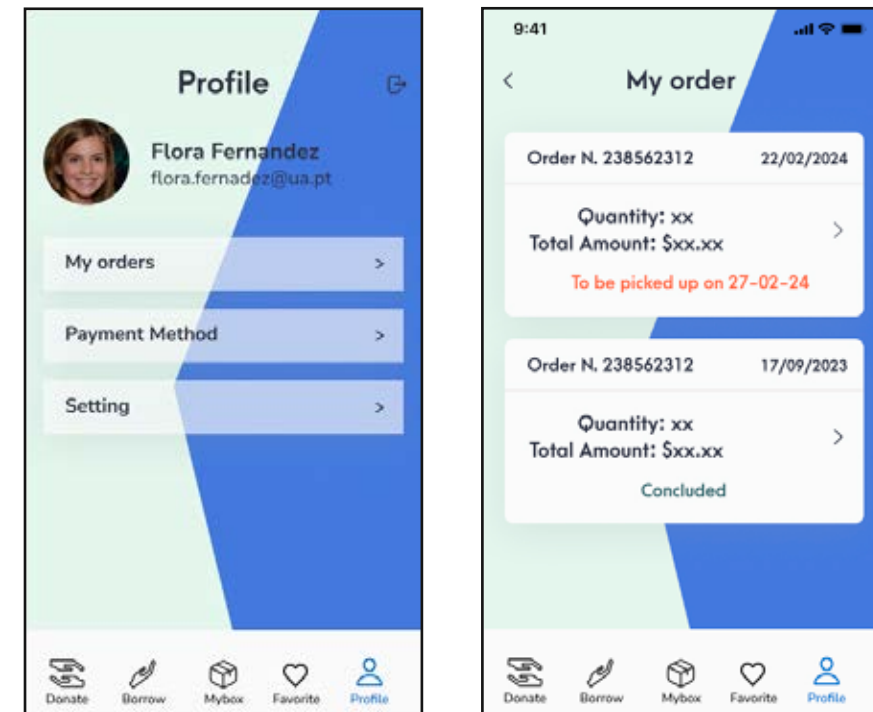 Profile
Flora Fernandez
flora.fernadez@ua.pt
My orders >
Payment Method >
Setting >
Donate Borrow Mybox Favorite Profile
9:41
< My order
Order N. 238562312 22/02/2024
Quantity: xx
Total Amount: $xx.xx
>
To be picked up on 27-02-24
Order N. 238562312 17/09/2023
Quantity: xx
Total Amount: $xx.xx
>
Concluded
Donate Borrow Mybox Favorite Profile